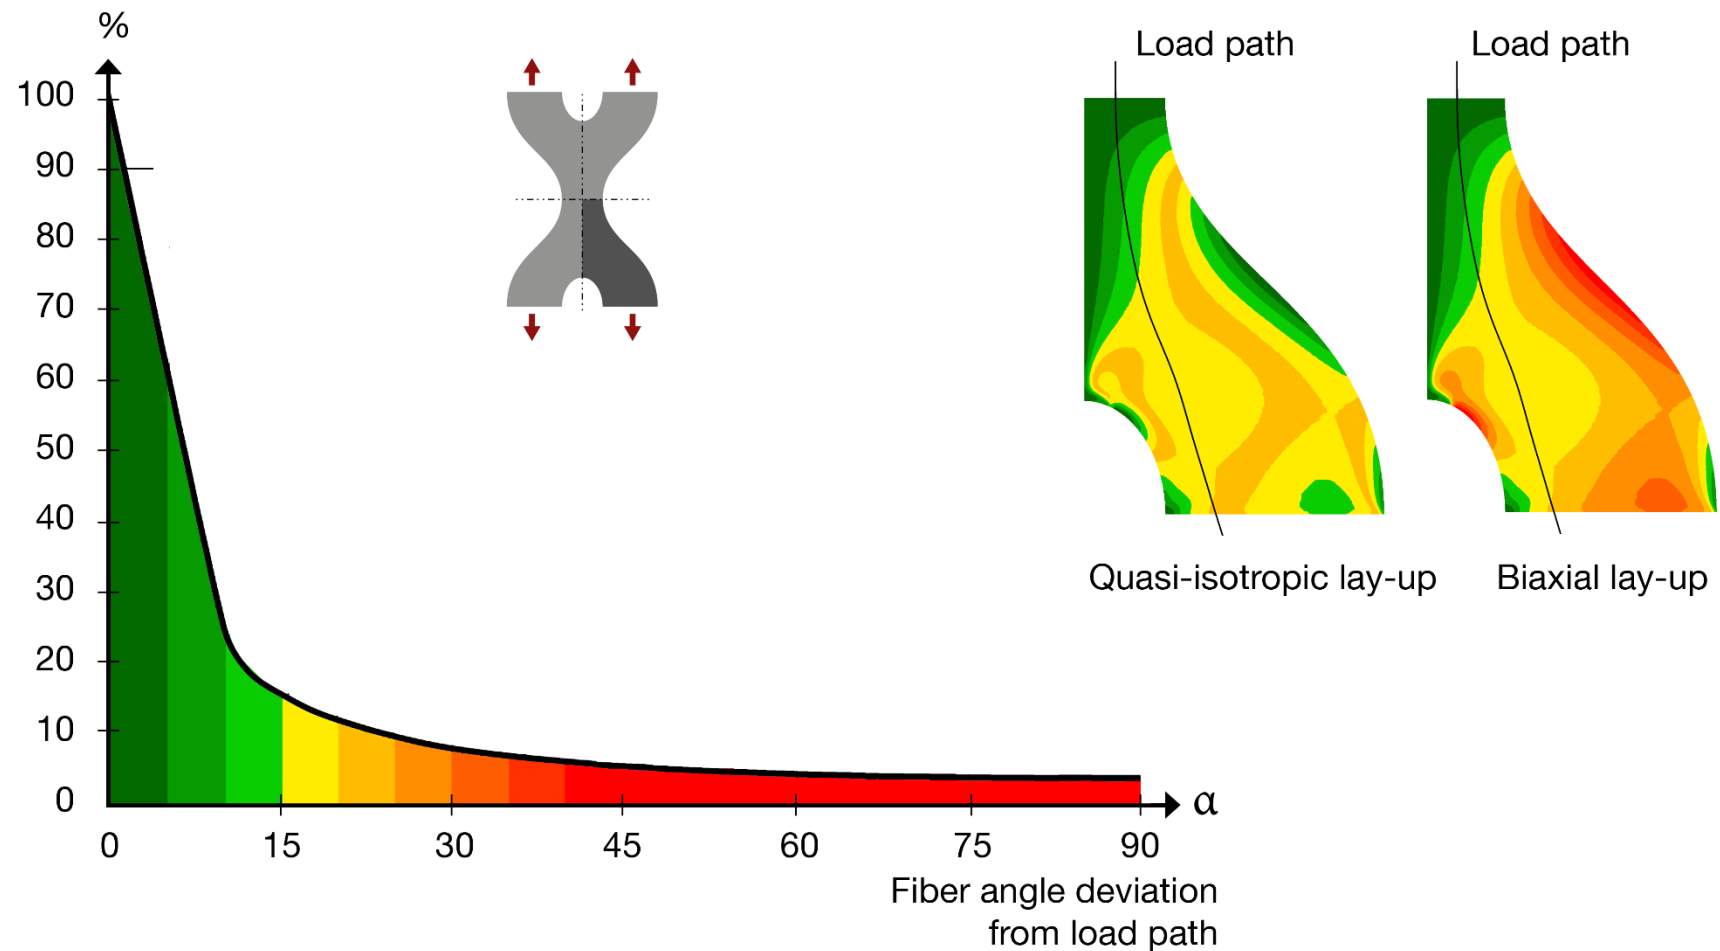 %
100
90
80
70
60
50
40
30
20
10
0
0 15 30 45 60 75 90
α
Fiber angle deviation
from load path
Load path
Quasi-isotropic lay-up
Load path
Biaxial lay-up